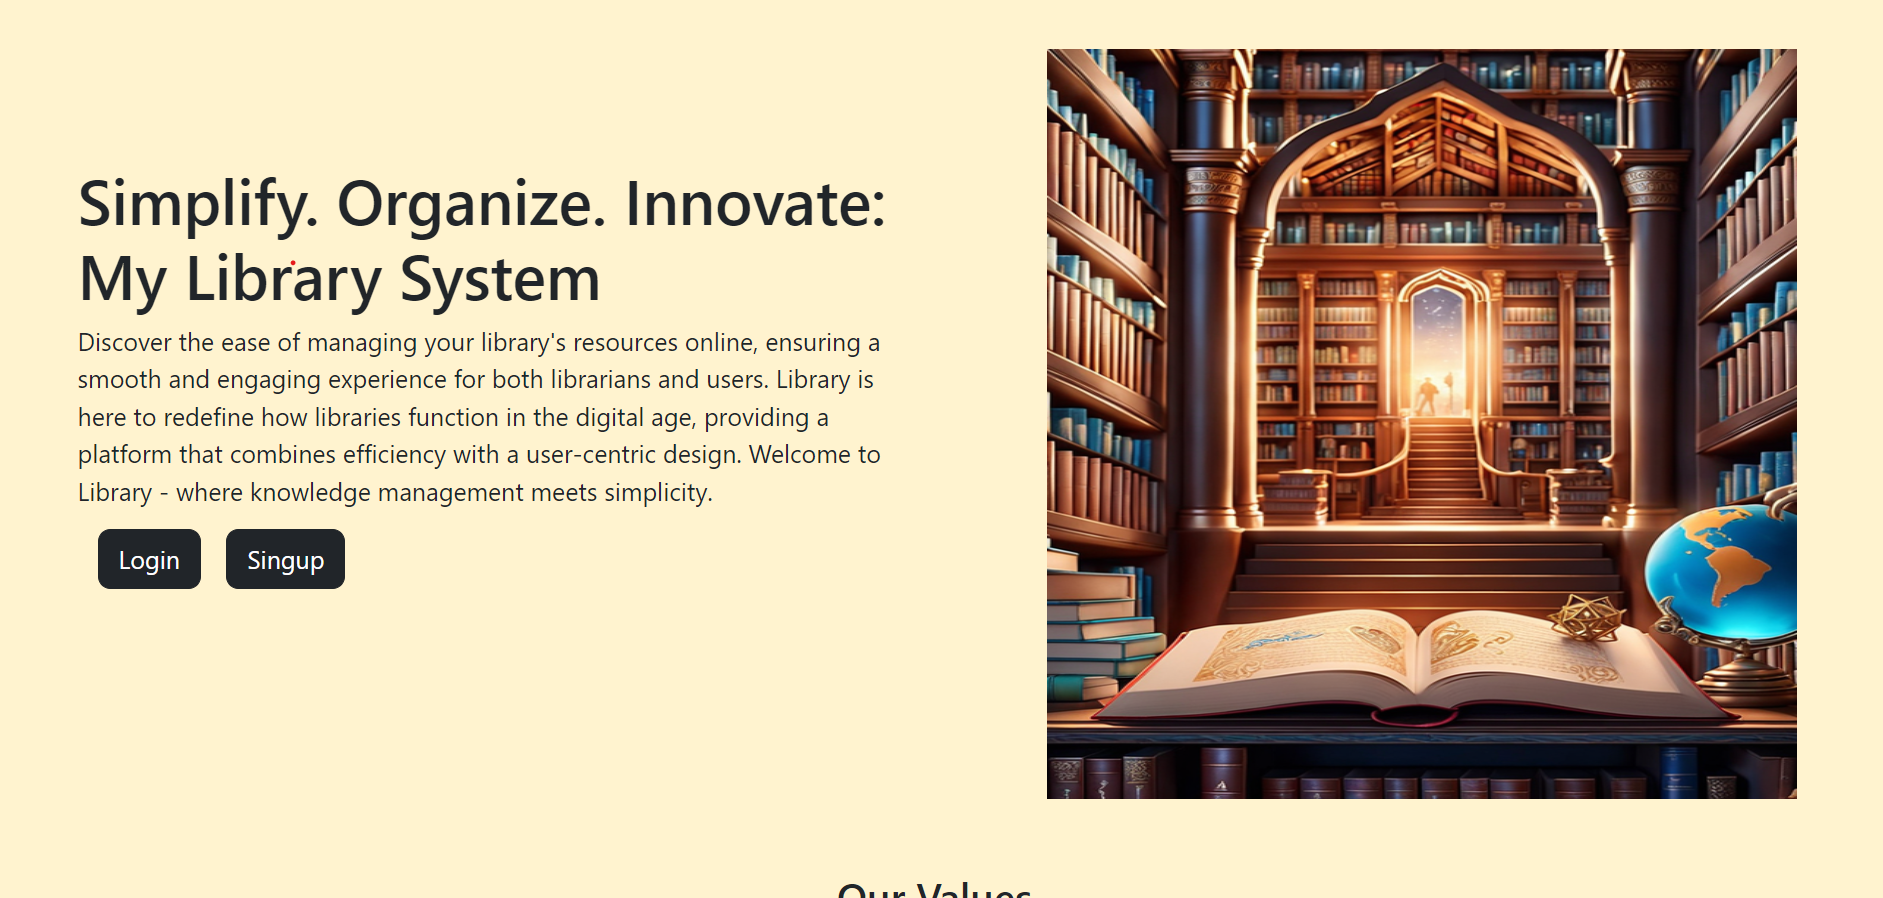 Simplify. Organize. Innovate:
My Library System
Discover the ease of managing your library's resources online, ensuring a
smooth and engaging experience for both librarians and users. Library is
here to redefine how libraries function in the digital age, providing a
platform that combines efficiency with a user-centric design. Welcome to
Library - where knowledge management meets simplicity.
Login Singup
Our Values